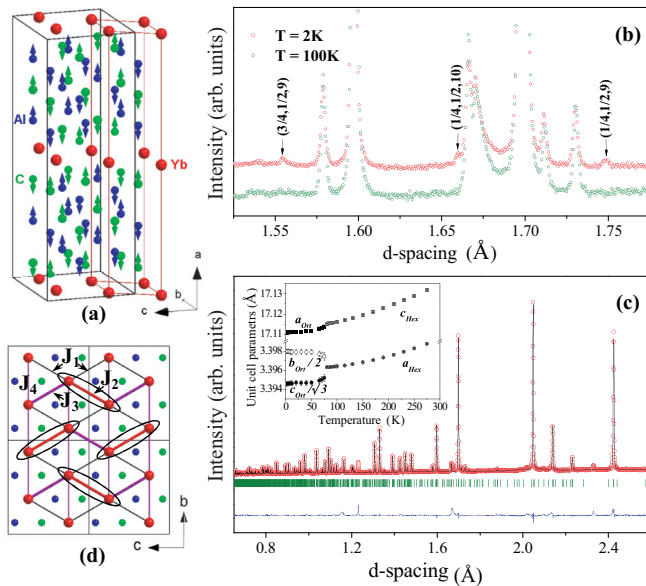 Al
C
Yb
a
b
c
(a)
Intensity (arb. units)
T = 2K
T = 100K
(b)
(3/4,1/2,9)
(1/4,1/2,10)
(1/4,1/2,9)
1.55 1.60 1.65 1.70 1.75
d-spacing (Å)
J₁
J₂
J₃
J₄
b
c
(d)
Intensity (arb. units)
(c)
Unit cell parametrs (Å)
17.13
17.12
17.11
3.398
3.396
3.394
a_Ort
c_Hex
b_Ort/2
c_Ort/√3
a_Hex
0 50 100 150 200 250 300
Temperature (K)
0.8 1.2 1.6 2.0 2.4
d-spacing (Å)